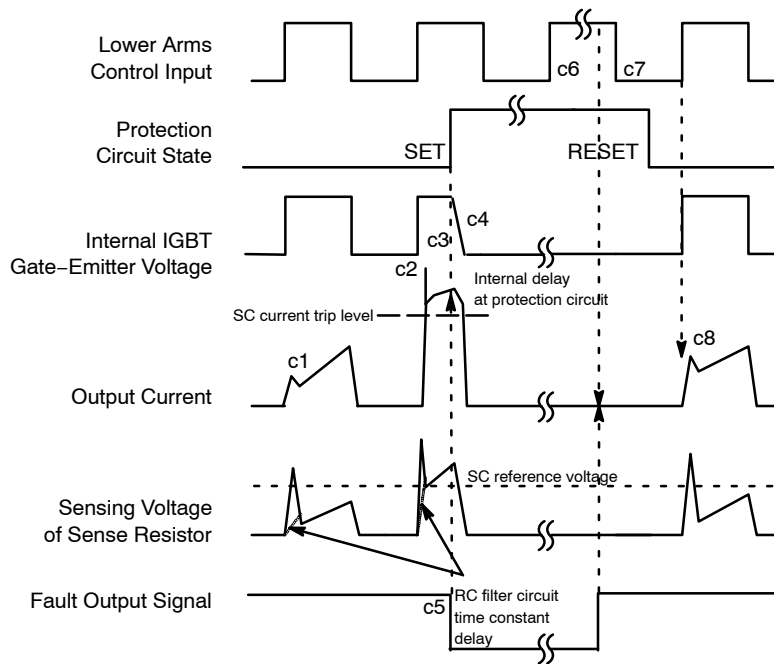 Lower Arms
Control Input
c6
c7
Protection
Circuit State
SET
RESET
Internal IGBT
Gate−Emitter Voltage
c3
c4
c2
Internal delay
at protection circuit
SC current trip level
c1
c8
Output Current
SC reference voltage
Sensing Voltage
of Sense Resistor
Fault Output Signal
c5
RC filter circuit
time constant
delay